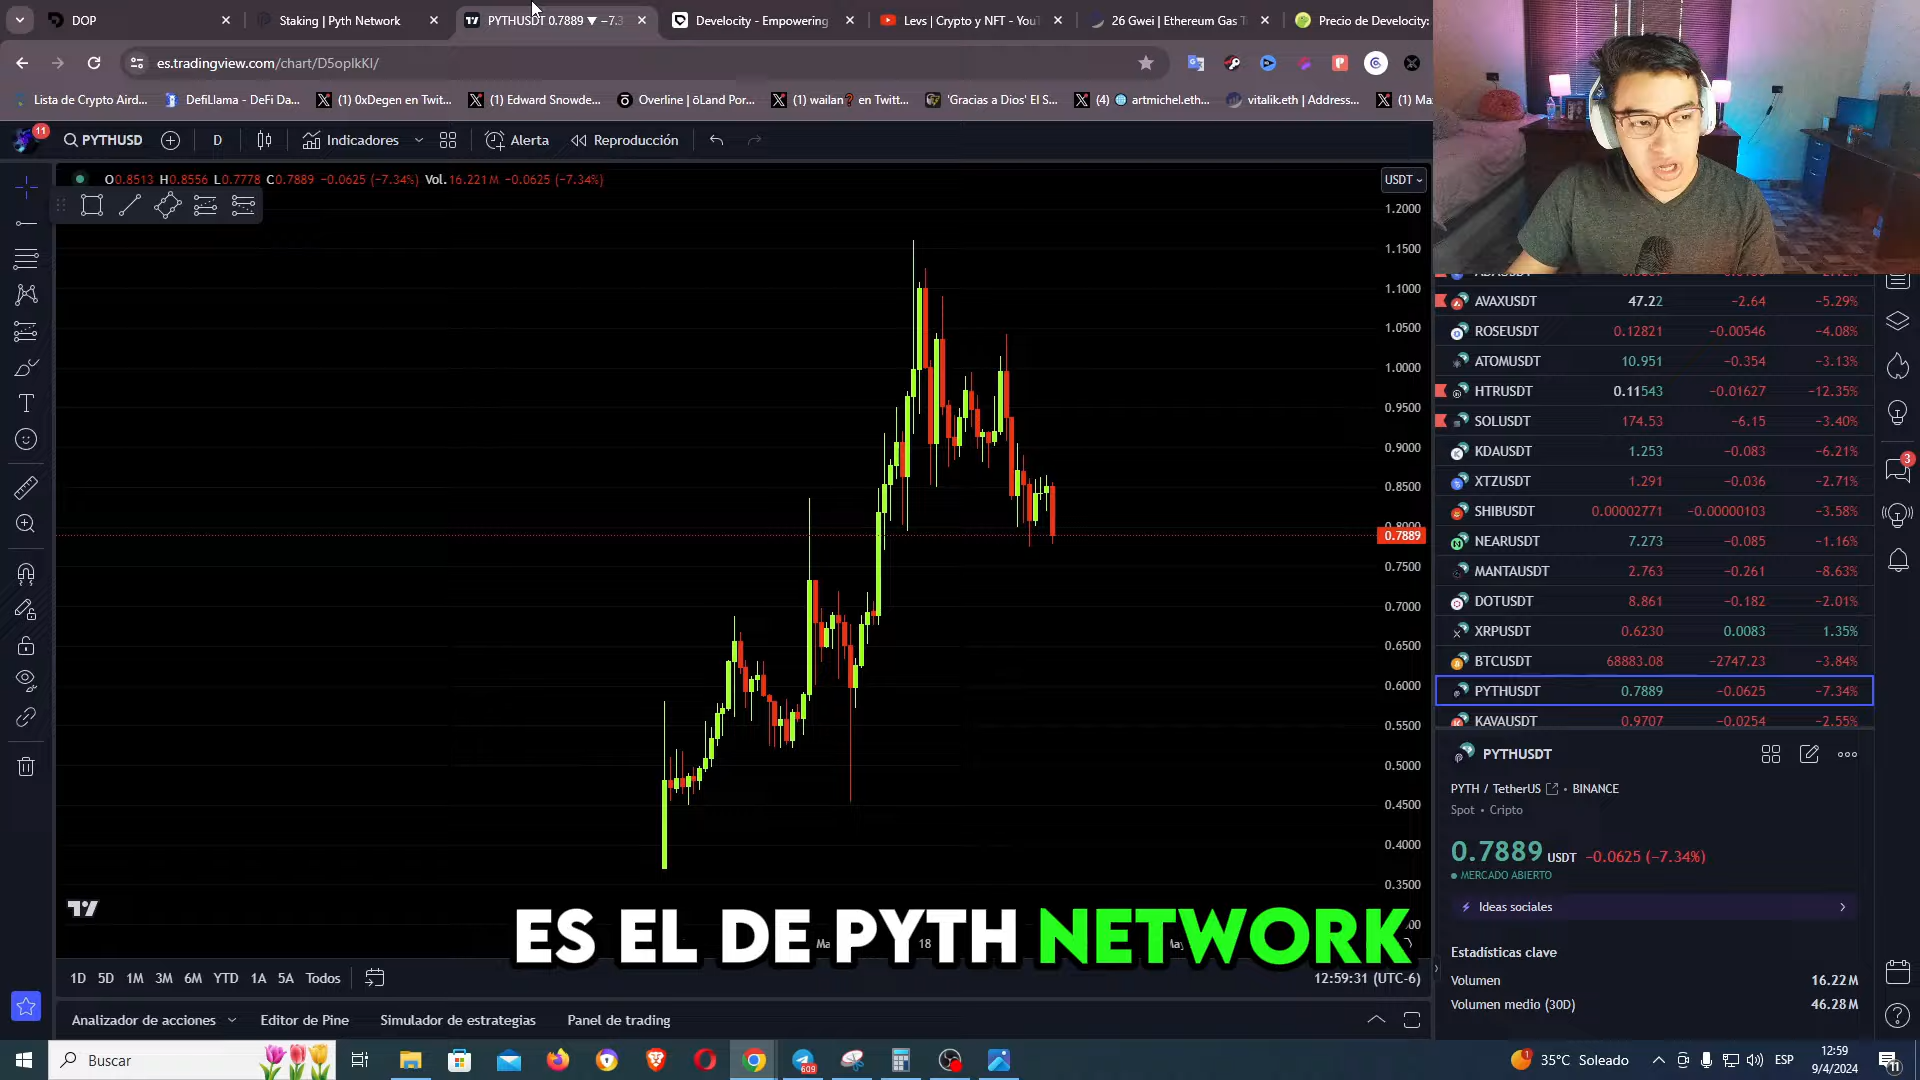 DOP
Staking | Pyth Network
PYTHUSDT 0.7889 ▼ −7.3
Develocity - Empowering
Levs | Crypto y NFT - You
26 Gwei | Ethereum Gas T
Precio de Develocity:
es.tradingview.com/chart/D5oplkKl/
Lista de Crypto Aird...
DefiLlama - DeFi Da...
(1) 0xDegen en Twit...
(1) Edward Snowde...
Overline | ōLand Por...
(1) wailan❓ en Twitt...
'Gracias a Dios' El S...
(4) artmichel.eth...
vitalik.eth | Address...
(1) Ma
11
PYTHUSD
D
Indicadores
Alerta
Reproducción
O0.8513 H0.8556 L0.7778 C0.7889 −0.0625 (−7.34%) Vol.16.221M −0.0625 (−7.34%)
USDT
1.2000
1.1500
1.1000
1.0500
1.0000
0.9500
0.9000
0.8500
0.8000
0.7889
0.7500
0.7000
0.6500
0.6000
0.5500
0.5000
0.4500
0.4000
0.3500
AVAXUSDT 47.22 −2.64 −5.29%
ROSEUSDT 0.12821 −0.00546 −4.08%
ATOMUSDT 10.951 −0.354 −3.13%
HTRUSDT 0.11543 −0.01627 −12.35%
SOLUSDT 174.53 −6.15 −3.40%
KDAUSDT 1.253 −0.083 −6.21%
XTZUSDT 1.291 −0.036 −2.71%
SHIBUSDT 0.00002771 −0.00000103 −3.58%
NEARUSDT 7.273 −0.085 −1.16%
MANTAUSDT 2.763 −0.261 −8.63%
DOTUSDT 8.861 −0.182 −2.01%
XRPUSDT 0.6230 0.0083 1.35%
BTCUSDT 68883.08 −2747.23 −3.84%
PYTHUSDT 0.7889 −0.0625 −7.34%
KAVAUSDT 0.9707 −0.0254 −2.55%
3
PYTHUSDT
PYTH / TetherUS • BINANCE
Spot • Cripto
0.7889 USDT −0.0625 (−7.34%)
MERCADO ABIERTO
Ideas sociales
Estadísticas clave
Volumen 16.22M
Volumen medio (30D) 46.28M
18
ES EL DE PYTH NETWORK
1D 5D 1M 3M 6M YTD 1A 5A Todos
12:59:31 (UTC-6)
Analizador de acciones
Editor de Pine
Simulador de estrategias
Panel de trading
Buscar
609
35°C Soleado
ESP
12:59
9/4/2024
11